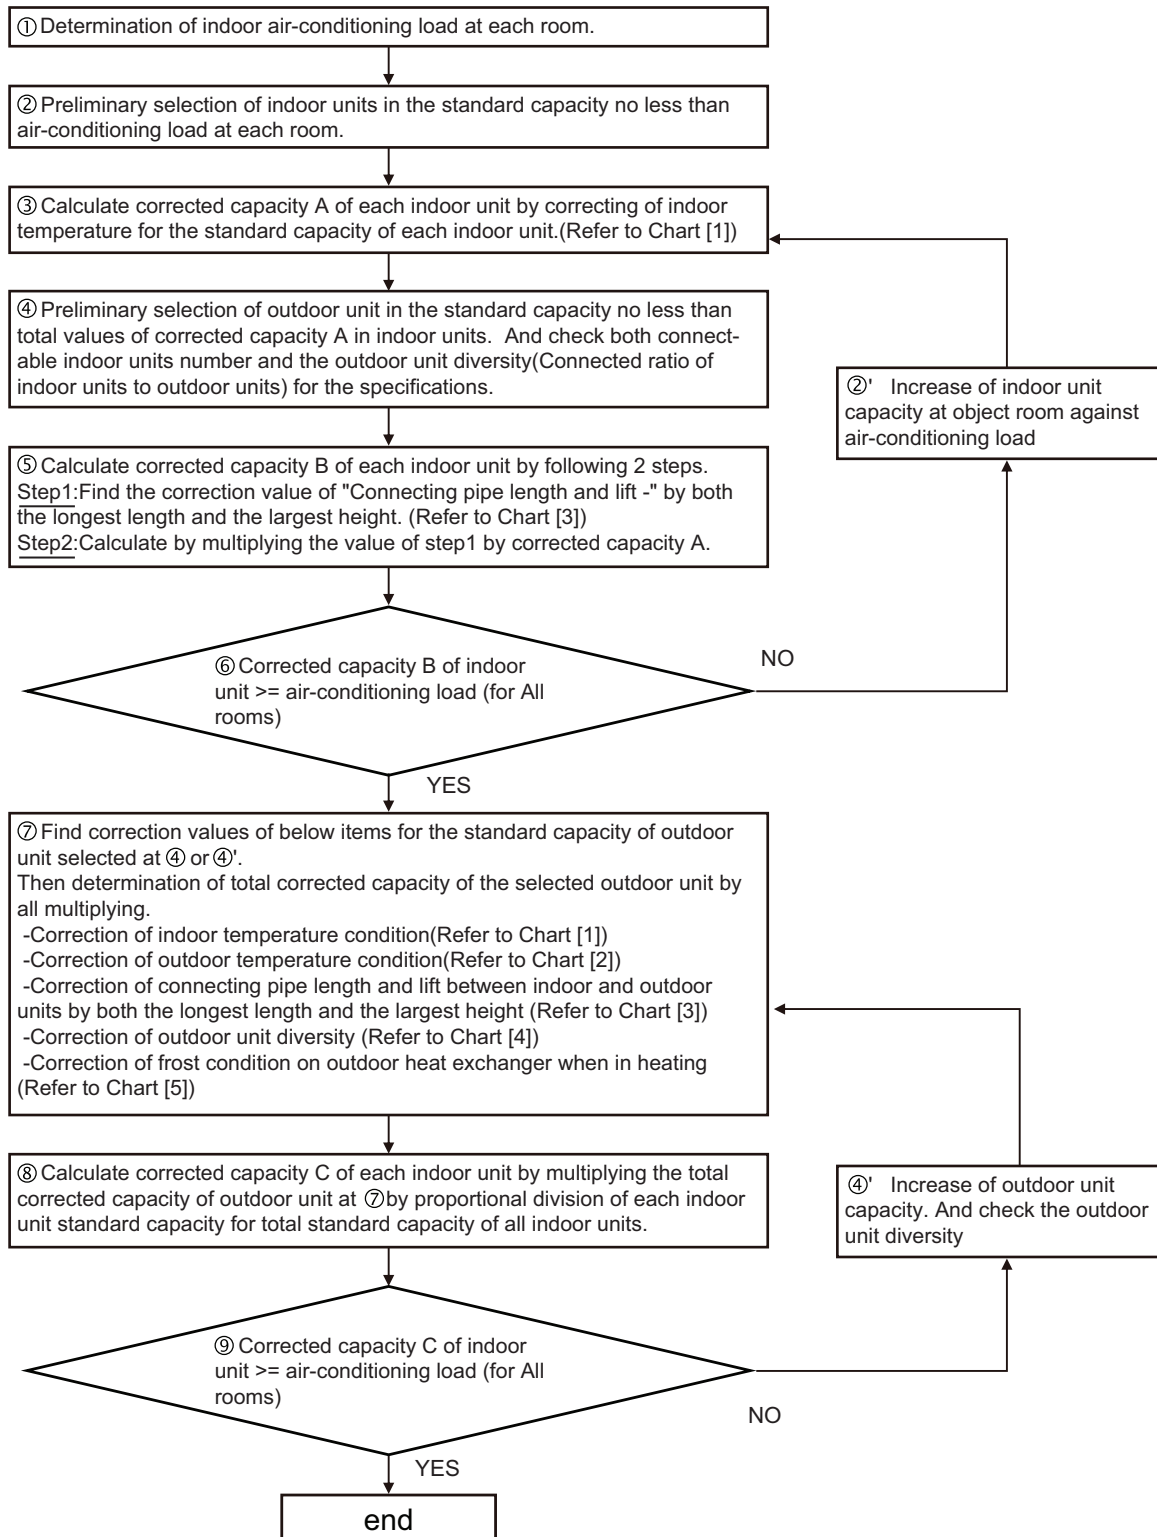 ①Determination of indoor air-conditioning load at each room.
②Preliminary selection of indoor units in the standard capacity no less than
air-conditioning load at each room.
③Calculate corrected capacity A of each indoor unit by correcting of indoor
temperature for the standard capacity of each indoor unit.(Refer to Chart [1])
④Preliminary selection of outdoor unit in the standard capacity no less than
total values of corrected capacity A in indoor units. And check both connect-
able indoor units number and the outdoor unit diversity(Connected ratio of
indoor units to outdoor units) for the specifications.
②' Increase of indoor unit
capacity at object room against
air-conditioning load
⑤Calculate corrected capacity B of each indoor unit by following 2 steps.
Step1:Find the correction value of "Connecting pipe length and lift -" by both
the longest length and the largest height. (Refer to Chart [3])
Step2:Calculate by multiplying the value of step1 by corrected capacity A.
⑥Corrected capacity B of indoor
unit >= air-conditioning load (for All
rooms)
NO
YES
⑦Find correction values of below items for the standard capacity of outdoor
unit selected at ④ or ④'.
Then determination of total corrected capacity of the selected outdoor unit by
all multiplying.
-Correction of indoor temperature condition(Refer to Chart [1])
-Correction of outdoor temperature condition(Refer to Chart [2])
-Correction of connecting pipe length and lift between indoor and outdoor
units by both the longest length and the largest height (Refer to Chart [3])
-Correction of outdoor unit diversity (Refer to Chart [4])
-Correction of frost condition on outdoor heat exchanger when in heating
(Refer to Chart [5])
⑧Calculate corrected capacity C of each indoor unit by multiplying the total
corrected capacity of outdoor unit at ⑦by proportional division of each indoor
unit standard capacity for total standard capacity of all indoor units.
④' Increase of outdoor unit
capacity. And check the outdoor
unit diversity
⑨Corrected capacity C of indoor
unit >= air-conditioning load (for All
rooms)
NO
YES
end